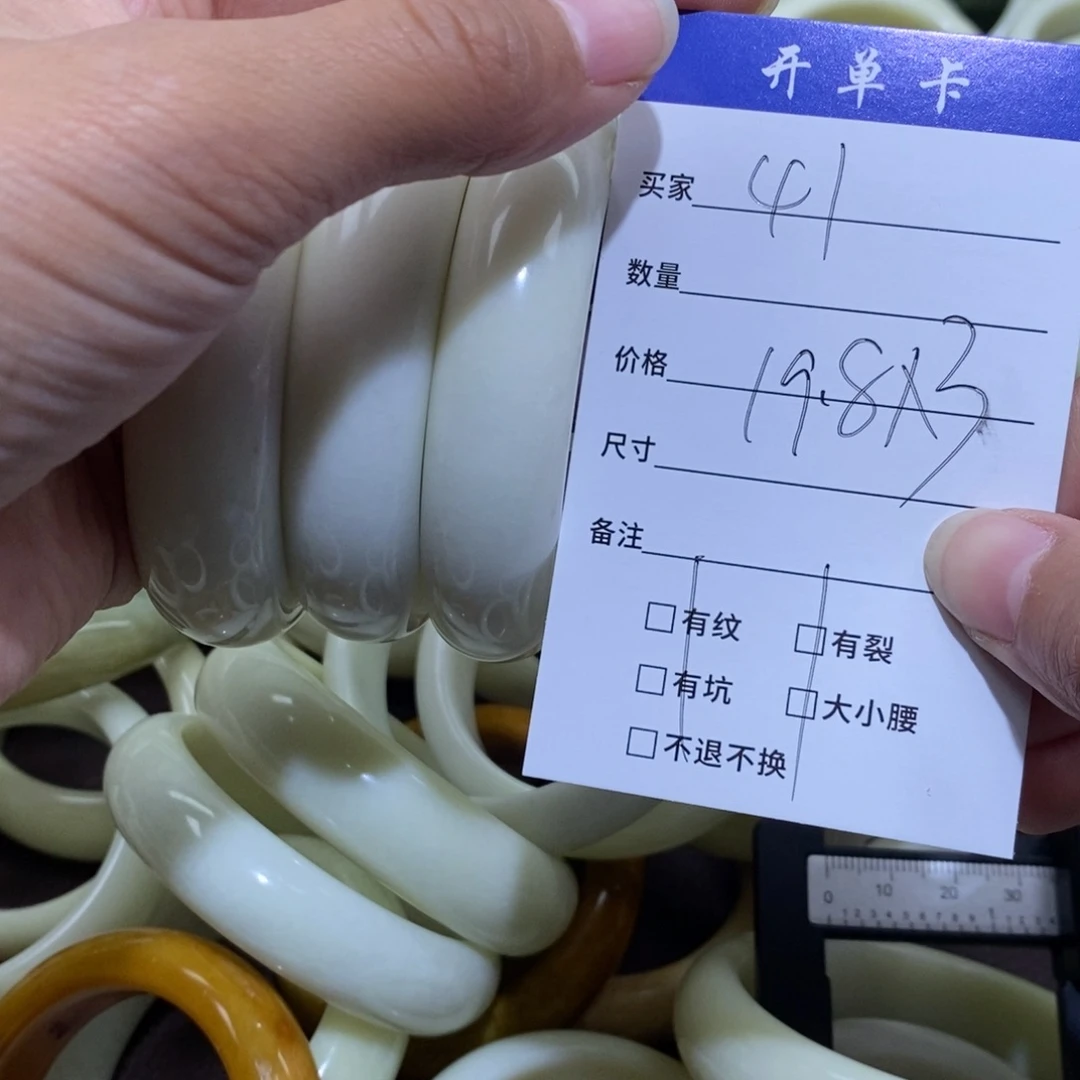 开单卡
买家 41
数量
价格 19.8X3
尺寸
备注
□有纹 □有裂
□有坑 □大小腰
□不退不换
0 10 20 30